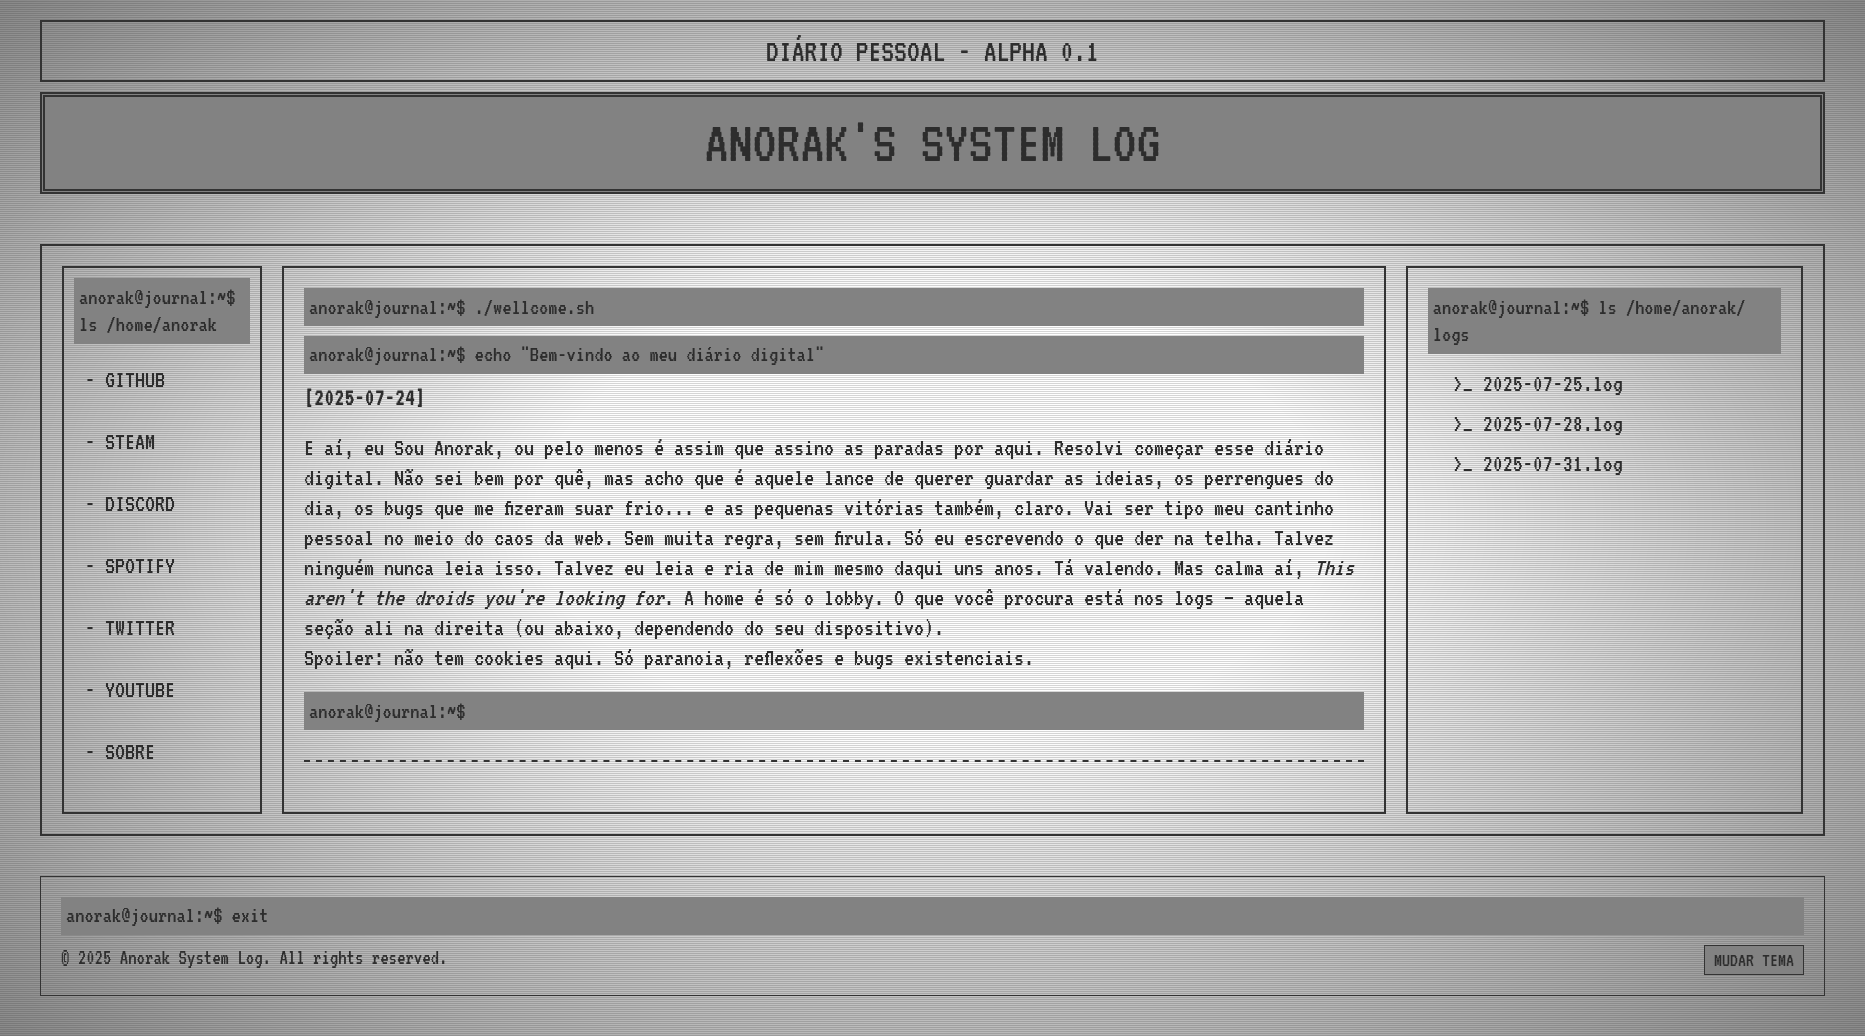 DIÁRIO PESSOAL - ALPHA 0.1
ANORAK'S SYSTEM LOG
anorak@journal:~$
ls /home/anorak
- GITHUB
- STEAM
- DISCORD
- SPOTIFY
- TWITTER
- YOUTUBE
- SOBRE
anorak@journal:~$ ./wellcome.sh
anorak@journal:~$ echo "Bem-vindo ao meu diário digital"
[2025-07-24]
E aí, eu Sou Anorak, ou pelo menos é assim que assino as paradas por aqui. Resolvi começar esse diário
digital. Não sei bem por quê, mas acho que é aquele lance de querer guardar as ideias, os perrengues do
dia, os bugs que me fizeram suar frio... e as pequenas vitórias também, claro. Vai ser tipo meu cantinho
pessoal no meio do caos da web. Sem muita regra, sem firula. Só eu escrevendo o que der na telha. Talvez
ninguém nunca leia isso. Talvez eu leia e ria de mim mesmo daqui uns anos. Tá valendo. Mas calma aí, This
aren't the droids you're looking for. A home é só o lobby. O que você procura está nos logs — aquela
seção ali na direita (ou abaixo, dependendo do seu dispositivo).
Spoiler: não tem cookies aqui. Só paranoia, reflexões e bugs existenciais.
anorak@journal:~$
anorak@journal:~$ ls /home/anorak/
logs
>_ 2025-07-25.log
>_ 2025-07-28.log
>_ 2025-07-31.log
anorak@journal:~$ exit
© 2025 Anorak System Log. All rights reserved.
MUDAR TEMA